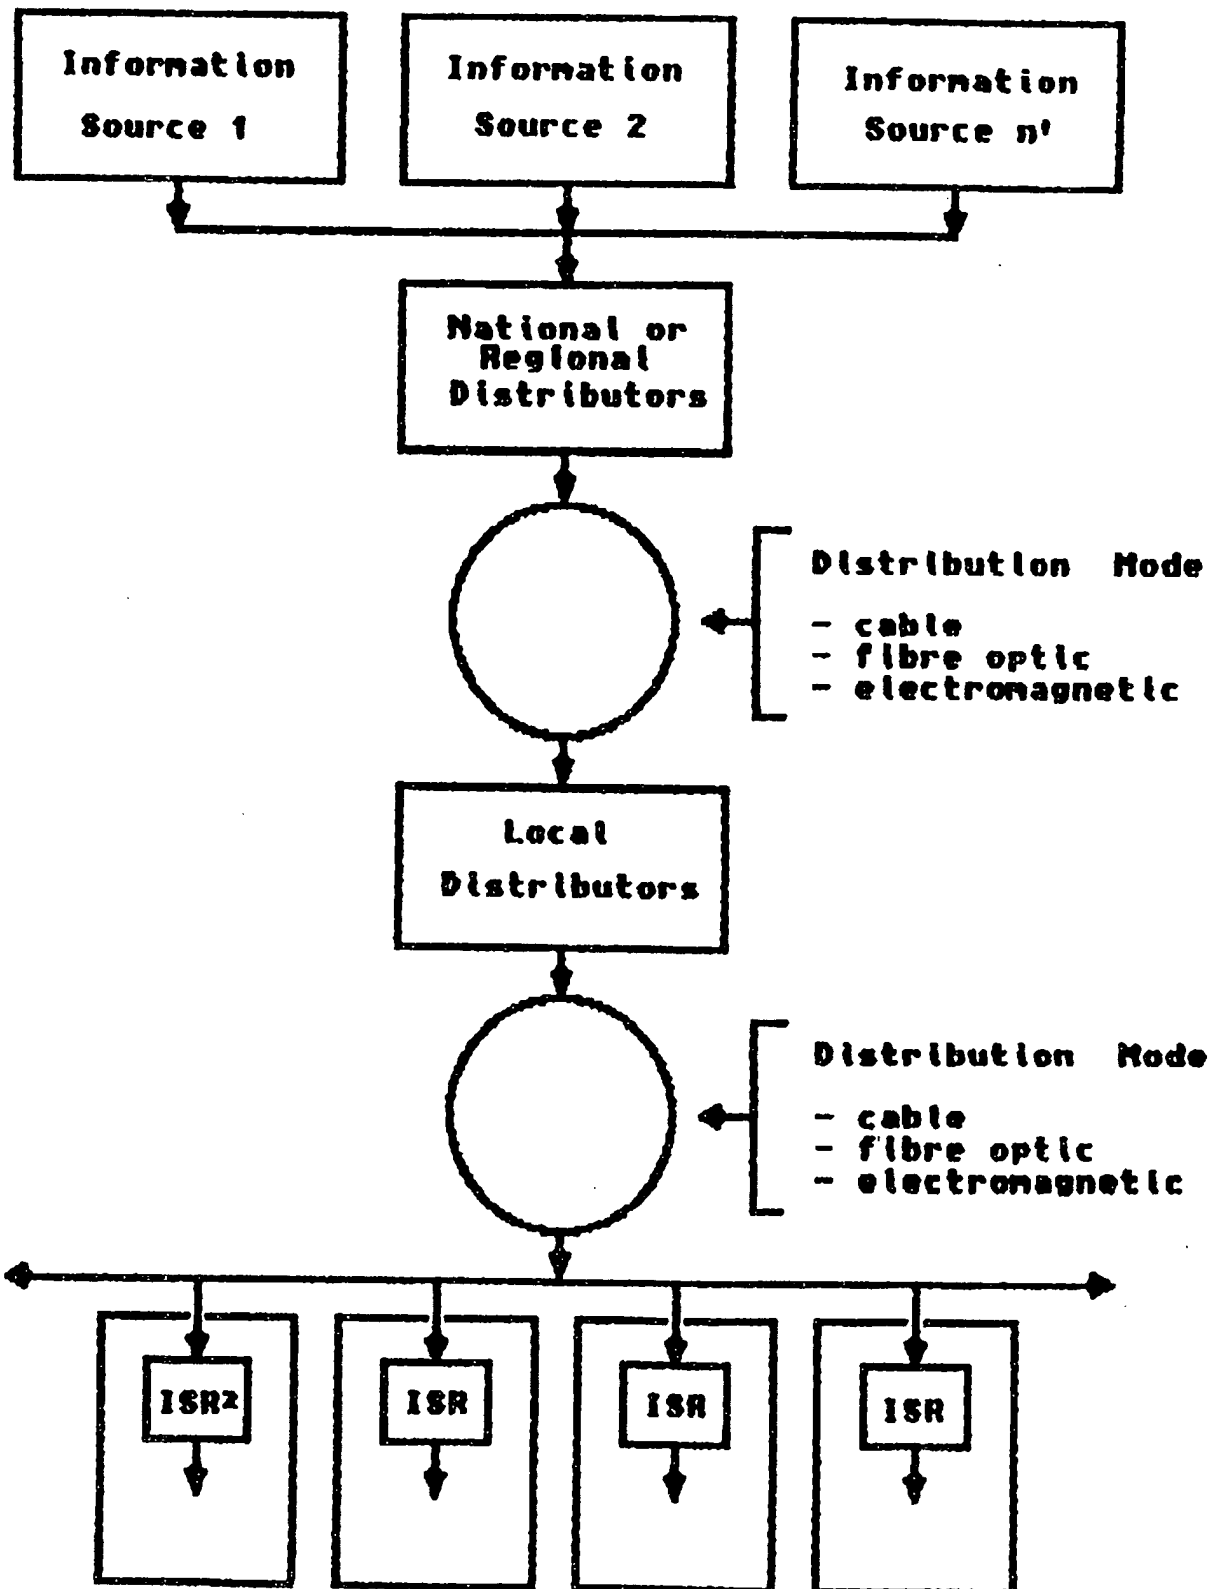 Information
Source 1
Information
Source 2
Information
Source n¹
National or
Regional
Distributors
Distribution Mode
- cable
- fibre optic
- electromagnetic
Local
Distributors
Distribution Mode
- cable
- fibre optic
- electromagnetic
ISR²
ISR
ISR
ISR